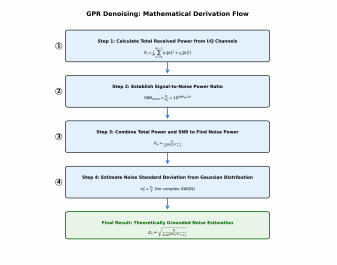 GPR Denoising: Mathematical Derivation Flow
①
Step 1: Calculate Total Received Power from I/Q Channels
②
Step 2: Establish Signal-to-Noise Power Ratio
③
Step 3: Combine Total Power and SNR to Find Noise Power
④
Step 4: Estimate Noise Standard Deviation from Gaussian Distribution
(for complex AWGN)
Final Result: Theoretically Grounded Noise Estimation